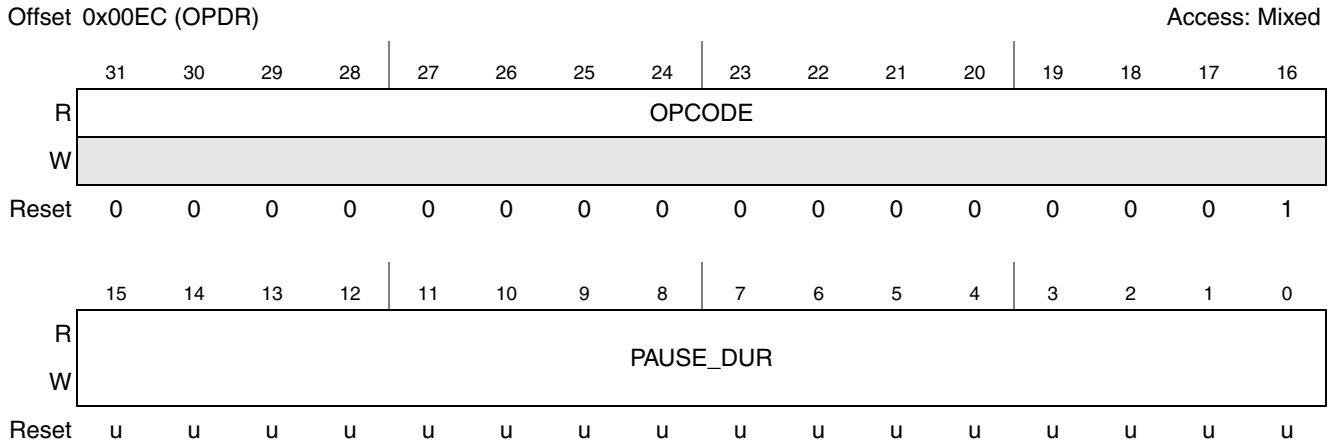 Offset 0x00EC (OPDR) Access: Mixed
31 30 29 28 27 26 25 24 23 22 21 20 19 18 17 16
R OPCODE
W
Reset 0 0 0 0 0 0 0 0 0 0 0 0 0 0 0 1
15 14 13 12 11 10 9 8 7 6 5 4 3 2 1 0
R
PAUSE_DUR
W
Reset u u u u u u u u u u u u u u u u